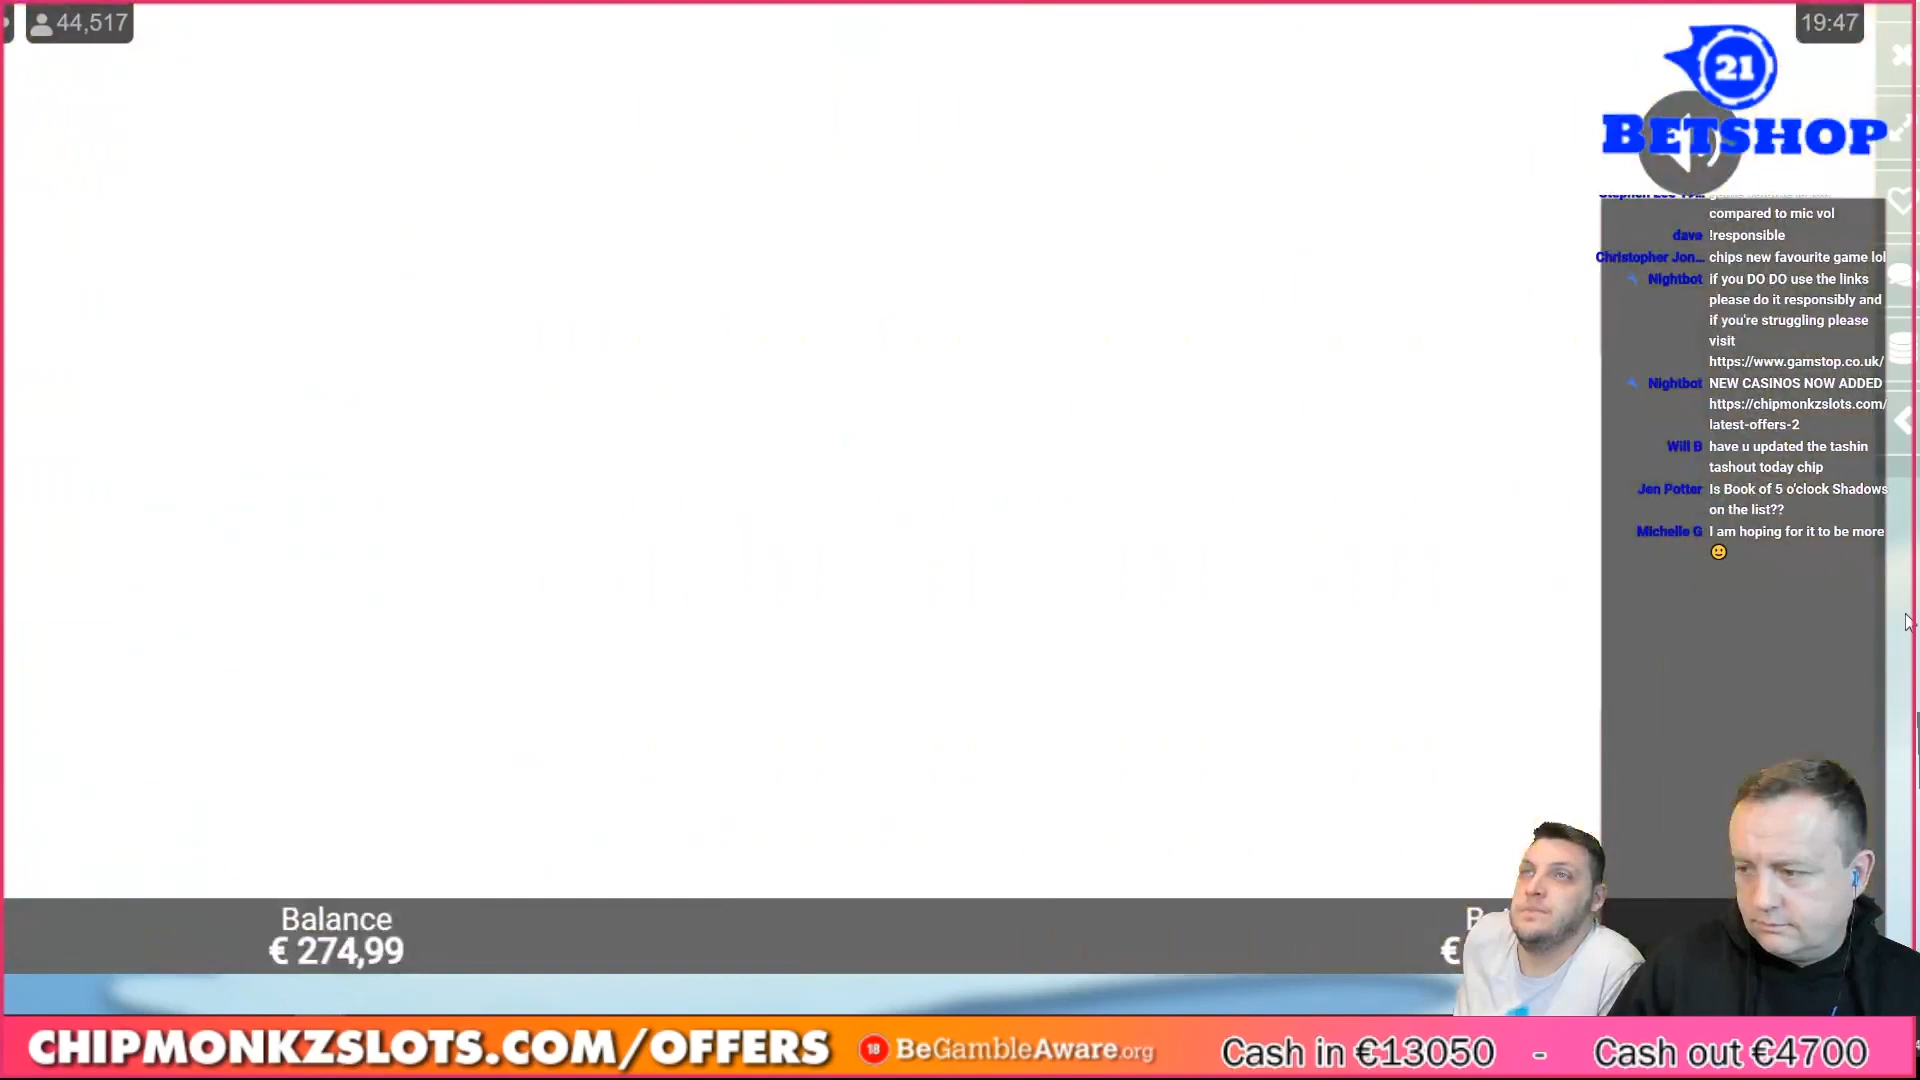 44,517
19:47
21
BETSHOP
compared to mic vol
dave !responsible
Christopher Jon... chips new favourite game lol
Nightbot if you DO DO use the links
please do it responsibly and
if you're struggling please
visit
https://www.gamstop.co.uk/
Nightbot NEW CASINOS NOW ADDED
https://chipmonkzslots.com/
latest-offers-2
Will B have u updated the tashin
tashout today chip
Jen Potter Is Book of 5 o'clock Shadows
on the list??
Michelle G I am hoping for it to be more
Balance
€ 274,99
€
CHIPMONKZSLOTS.COM/OFFERS
18 BeGambleAware.org
Cash in €13050 - Cash out €4700